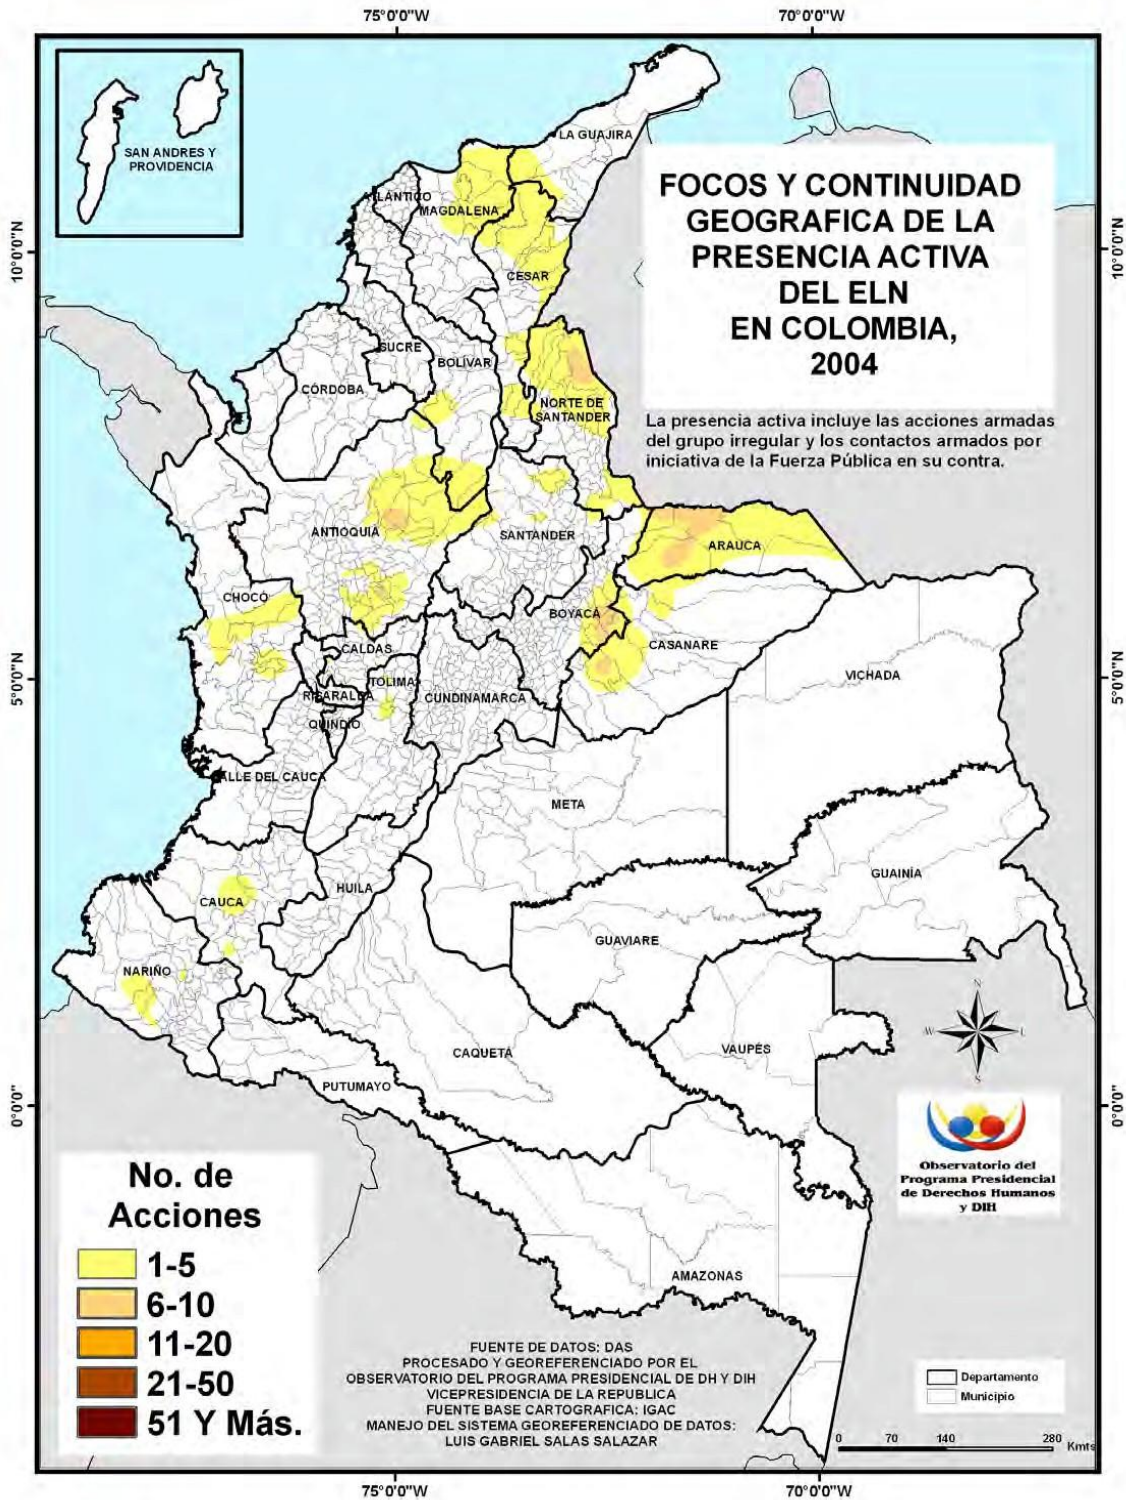 75°0'0"W
70°0'0"W
SAN ANDRES Y
PROVIDENCIA
LA GUAJIRA
ATLÁNTICO
MAGDALENA
FOCOS Y CONTINUIDAD
GEOGRAFICA DE LA
PRESENCIA ACTIVA
DEL ELN
EN COLOMBIA,
2004
10°0'0"N
10°0'0"N
CESAR
SUCRE
BOLÍVAR
CÓRDOBA
NORTE DE
SANTANDER
La presencia activa incluye las acciones armadas
del grupo irregular y los contactos armados por
iniciativa de la Fuerza Pública en su contra.
ANTIOQUIA
SANTANDER
ARAUCA
CHOCÓ
BOYACÁ
CALDAS
CASANARE
5°0'0"N
5°0'0"N
TOLIMA
VICHADA
RISARALDA
CUNDINAMARCA
QUINDIO
ALLE DEL CAUCA
META
HUILA
GUAINÍA
CAUCA
GUAVIARE
NARIÑO
N
W
L
S
CAQUETÁ
VAUPÉS
PUTUMAYO
0°0'0"
0°0'0"
Observatorio del
Programa Presidencial
de Derechos Humanos
y DIH
No. de
Acciones
1-5
6-10
11-20
21-50
51 Y Más.
AMAZONAS
FUENTE DE DATOS: DAS
PROCESADO Y GEOREFERENCIADO POR EL
OBSERVATORIO DEL PROGRAMA PRESIDENCIAL DE DH Y DIH
VICEPRESIDENCIA DE LA REPUBLICA
FUENTE BASE CARTOGRAFICA: IGAC
MANEJO DEL SISTEMA GEOREFERENCIADO DE DATOS:
LUIS GABRIEL SALAS SALAZAR
Departamento
Municipio
0 70 140 280
Kmts
75°0'0"W
70°0'0"W